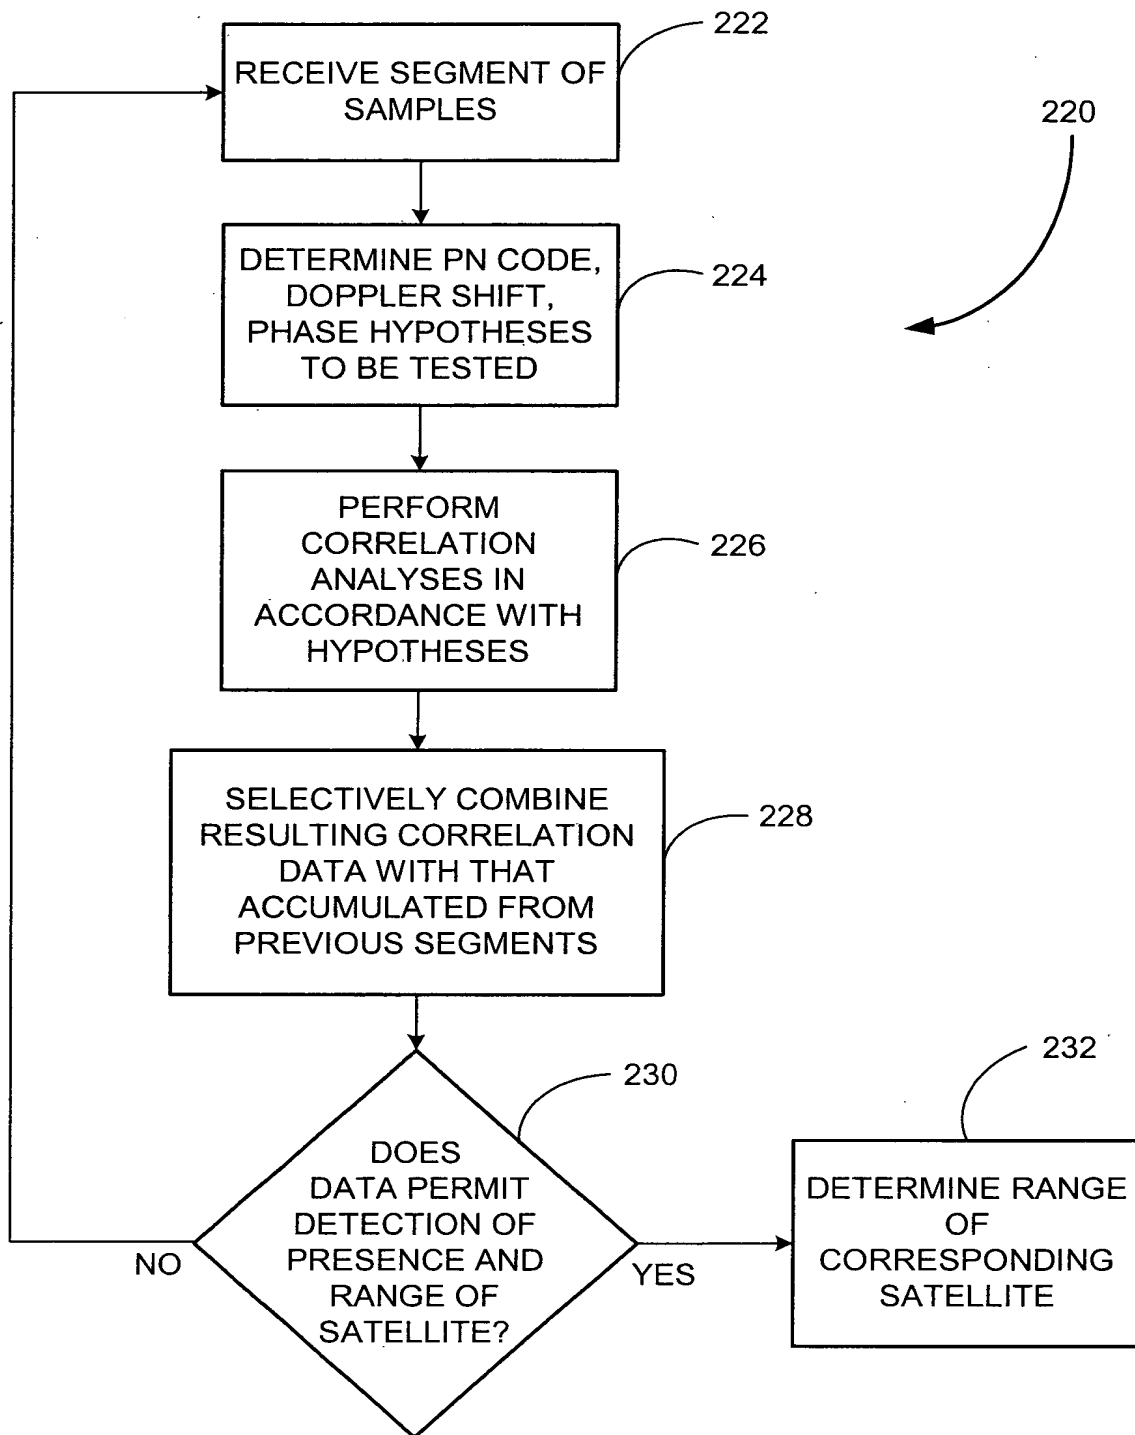 222
RECEIVE SEGMENT OF
SAMPLES
220
DETERMINE PN CODE,
DOPPLER SHIFT,
PHASE HYPOTHESES
TO BE TESTED
224
PERFORM
CORRELATION
ANALYSES IN
ACCORDANCE WITH
HYPOTHESES
226
SELECTIVELY COMBINE
RESULTING CORRELATION
DATA WITH THAT
ACCUMULATED FROM
PREVIOUS SEGMENTS
228
230
DOES
DATA PERMIT
DETECTION OF
PRESENCE AND
RANGE OF
SATELLITE?
NO
YES
232
DETERMINE RANGE
OF
CORRESPONDING
SATELLITE